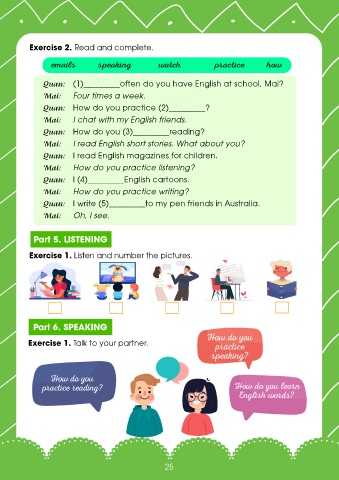 Exercise 2. Read and complete.
emails speaking watch practice how
Quan: (1)_________often do you have English at school, Mai?
Mai: Four times a week.
Quan: How do you practice (2)_________?
Mai: I chat with my English friends.
Quan: How do you (3)_________reading?
Mai: I read English short stories. What about you?
Quan: I read English magazines for children.
Mai: How do you practice listening?
Quan: I (4)_________English cartoons.
Mai: How do you practice writing?
Quan: I write (5)_________to my pen friends in Australia.
Mai: Oh, I see.
Part 5. LISTENING
Exercise 1. Listen and number the pictures.
Part 6. SPEAKING
Exercise 1. Talk to your partner.
How do you
practice
speaking?
How do you
practice reading?
How do you learn
English words?
25